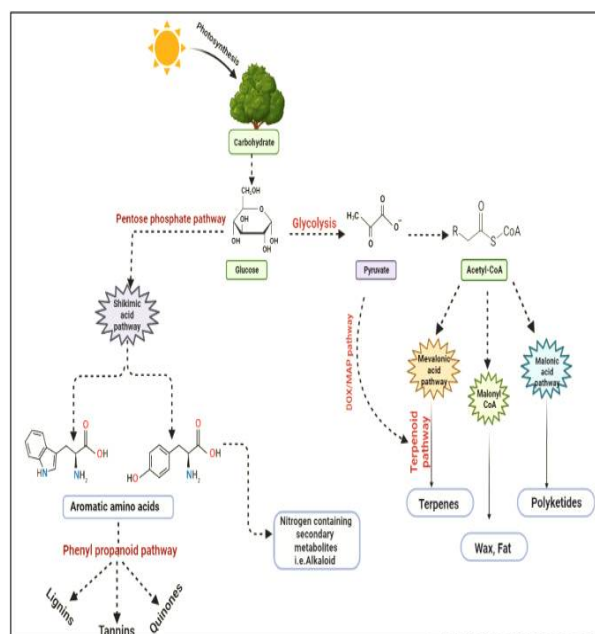 Photosynthesis
Carbohydrate
CH₂OH
O
OH
HO
OH
OH
Glucose
Pentose phosphate pathway
Glycolysis
O
H₃C
O⁻
O
Pyruvate
O
R
S
CoA
Acetyl-CoA
Shikimic
acid
pathway
DOX/MAP pathway
Mevalonic
acid
pathway
Malonyl
CoA
Malonic
acid
pathway
Terpenoid
pathway
O
OH
NH₂
HN
O
OH
NH₂
HO
Aromatic amino acids
Terpenes
Wax, Fat
Polyketides
Nitrogen containing
secondary
metabolites
i.e.Alkaloid
Phenyl propanoid pathway
Lignins
Tannins
Quinones